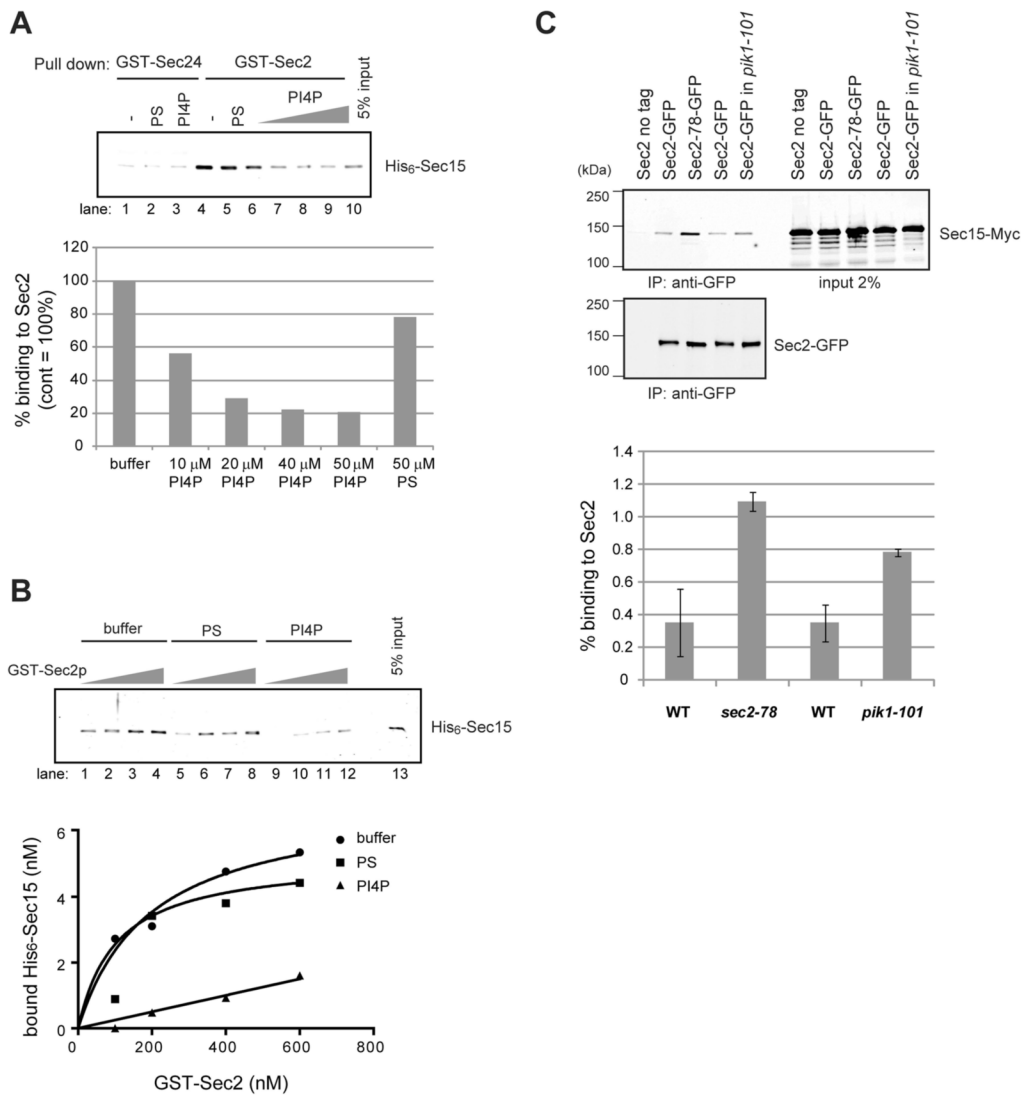 A
Pull down: GST-Sec24 GST-Sec2
- PS PI4P - PS PI4P 5% input
His6-Sec15
lane: 1 2 3 4 5 6 7 8 9 10
120
100
80
60
40
20
0
% binding to Sec2
(cont = 100%)
buffer 10 μM 20 μM 40 μM 50 μM 50 μM
PI4P PI4P PI4P PI4P PS
B
buffer PS PI4P 5% input
GST-Sec2p
His6-Sec15
lane: 1 2 3 4 5 6 7 8 9 10 11 12 13
6
4
2
0
bound His6-Sec15 (nM)
buffer
PS
PI4P
0 200 400 600 800
GST-Sec2 (nM)
C
Sec2 no tag
Sec2-GFP
Sec2-78-GFP
Sec2-GFP
Sec2-GFP in pik1-101
Sec2 no tag
Sec2-GFP
Sec2-78-GFP
Sec2-GFP
Sec2-GFP in pik1-101
(kDa)
250
150
100
Sec15-Myc
IP: anti-GFP input 2%
250
150
100
Sec2-GFP
IP: anti-GFP
1.4
1.2
1.0
0.8
0.6
0.4
0.2
0
% binding to Sec2
WT sec2-78 WT pik1-101